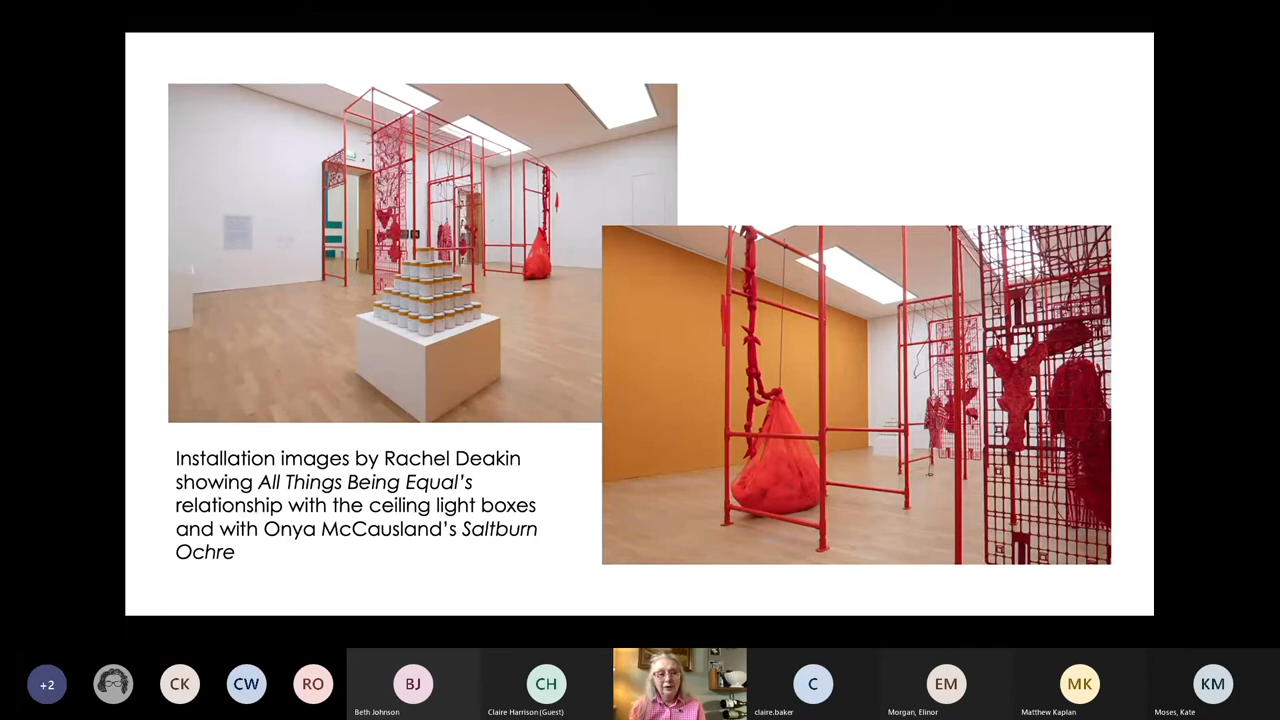 Installation images by Rachel Deakin
showing All Things Being Equal’s
relationship with the ceiling light boxes
and with Onya McCausland’s Saltburn
Ochre
+2
CK
CW
RO
BJ
Beth Johnson
CH
Claire Harrison (Guest)
C
claire.baker
EM
Morgan, Elinor
MK
Matthew Kaplan
KM
Moses, Kate